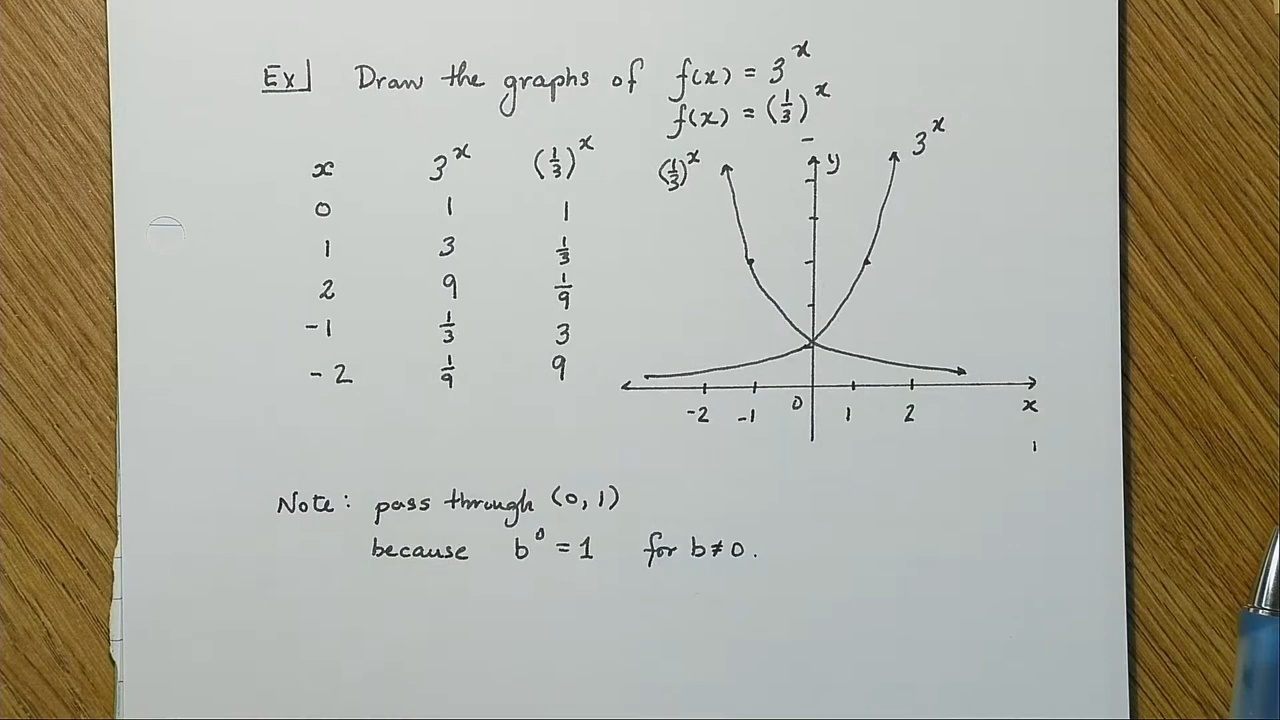 Ex] Draw the graphs of f(x) = 3^x
f(x) = (1/3)^x
x 3^x (1/3)^x
0 1 1
1 3 1/3
2 9 1/9
-1 1/3 3
-2 1/9 9
(1/3)^x y 3^x
-2 -1 0 1 2 x
1
Note: pass through (0, 1)
because b^0 = 1 for b ≠ 0.